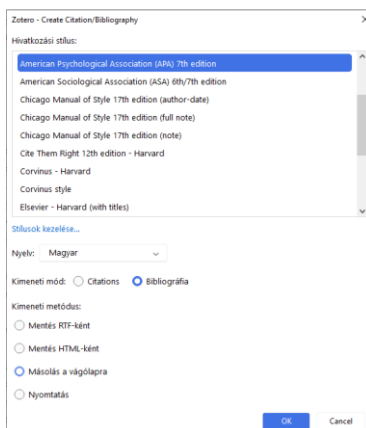 Zotero - Create Citation/Bibliography
Hivatkozási stílus:
American Psychological Association (APA) 7th edition
American Sociological Association (ASA) 6th/7th edition
Chicago Manual of Style 17th edition (author-date)
Chicago Manual of Style 17th edition (full note)
Chicago Manual of Style 17th edition (note)
Cite Them Right 12th edition - Harvard
Corvinus - Harvard
Corvinus style
Elsevier - Harvard (with titles)
Stílusok kezelése...
Nyelv: Magyar
Kimeneti mód: Citations Bibliográfia
Kimeneti metódus:
Mentés RTF-ként
Mentés HTML-ként
Másolás a vágólapra
Nyomtatás
OK Cancel